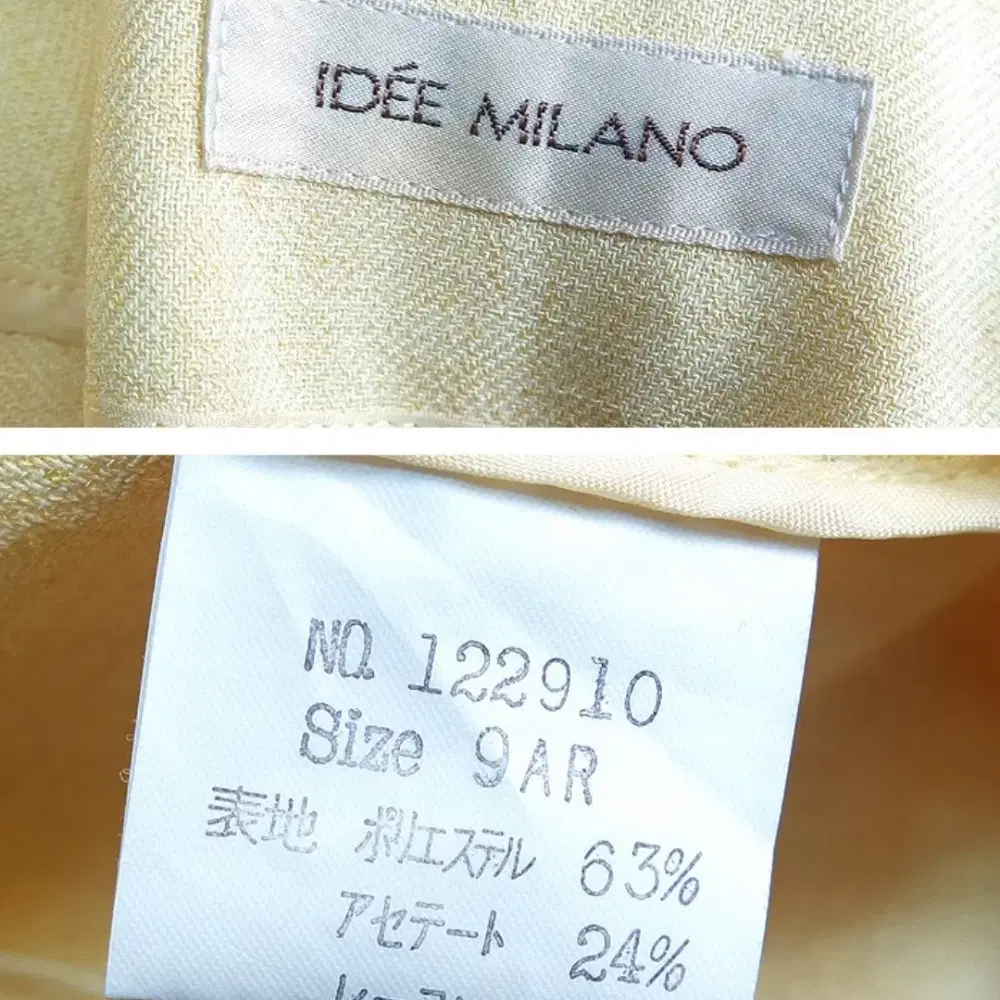 IDÉE MILANO
NO. 122910
Size 9AR
表地 ポリエステル 63%
アセテート 24%